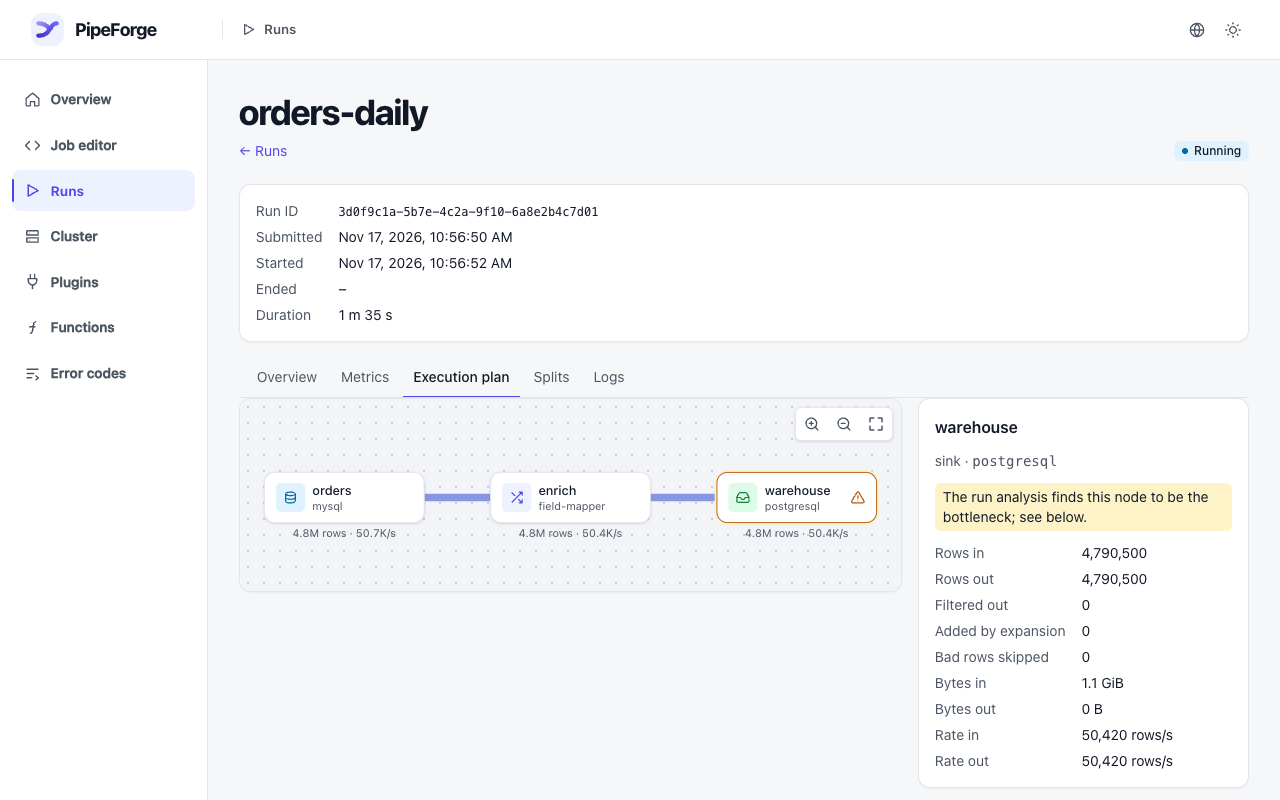 PipeForge
Runs
Overview
Job editor
Runs
Cluster
Plugins
Functions
Error codes
orders-daily
← Runs
Running
Run ID 3d0f9c1a-5b7e-4c2a-9f10-6a8e2b4c7d01
Submitted Nov 17, 2026, 10:56:50 AM
Started Nov 17, 2026, 10:56:52 AM
Ended –
Duration 1 m 35 s
Overview Metrics Execution plan Splits Logs
orders
mysql
4.8M rows · 50.7K/s
enrich
field-mapper
4.8M rows · 50.4K/s
warehouse
postgresql
4.8M rows · 50.4K/s
warehouse
sink · postgresql
The run analysis finds this node to be the
bottleneck; see below.
Rows in 4,790,500
Rows out 4,790,500
Filtered out 0
Added by expansion 0
Bad rows skipped 0
Bytes in 1.1 GiB
Bytes out 0 B
Rate in 50,420 rows/s
Rate out 50,420 rows/s